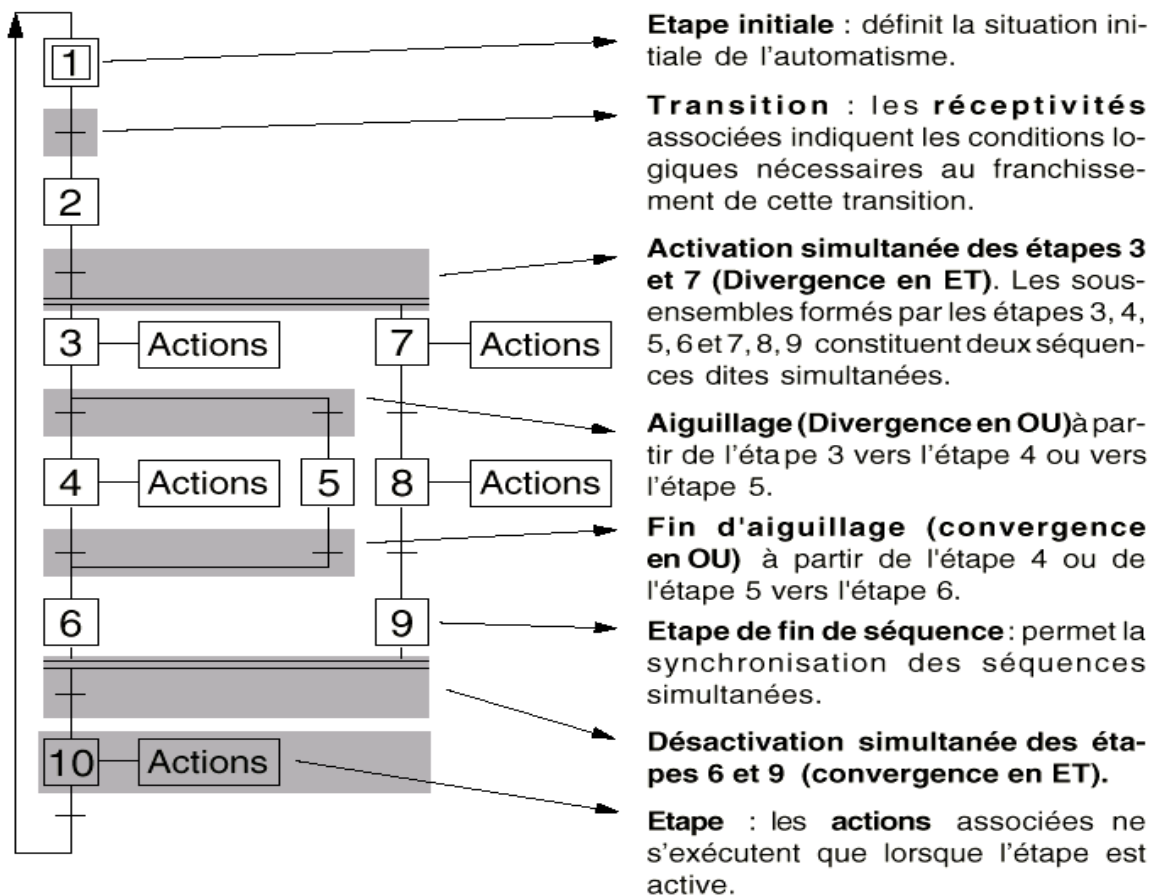 1
Etape initiale : définit la situation ini-
tiale de l'automatisme.
Transition : les réceptivités
associées indiquent les conditions lo-
giques nécessaires au franchisse-
ment de cette transition.
2
Activation simultanée des étapes 3
et 7 (Divergence en ET). Les sous-
ensembles formés par les étapes 3, 4,
5, 6 et 7, 8, 9 constituent deux séquen-
ces dites simultanées.
3 Actions 7 Actions
Aiguillage (Divergence en OU) à par-
tir de l'étape 3 vers l'étape 4 ou vers
l'étape 5.
4 Actions 5 8 Actions
Fin d'aiguillage (convergence
en OU) à partir de l'étape 4 ou de
l'étape 5 vers l'étape 6.
6 9
Etape de fin de séquence : permet la
synchronisation des séquences
simultanées.
Désactivation simultanée des éta-
pes 6 et 9 (convergence en ET).
10 Actions
Etape : les actions associées ne
s'exécutent que lorsque l'étape est
active.